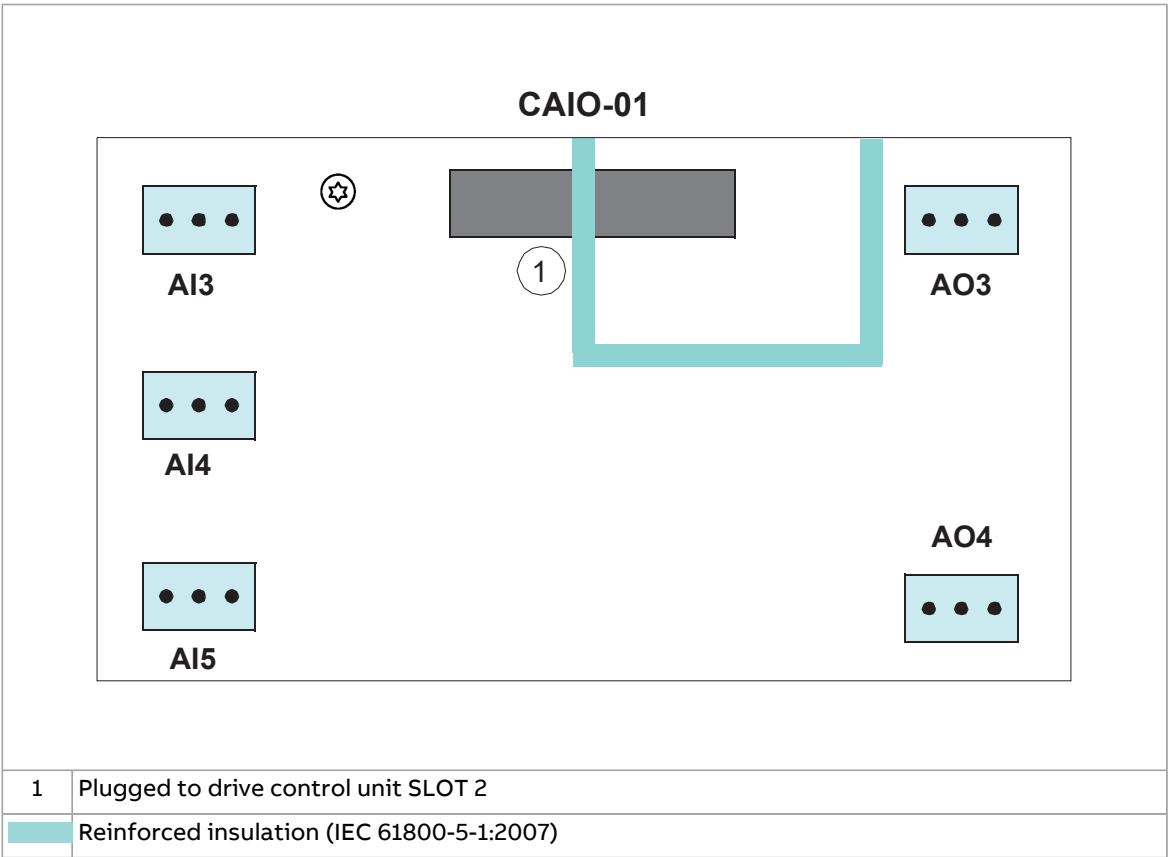 CAIO-01
AI3
1
AO3
AI4
AO4
AI5
1 Plugged to drive control unit SLOT 2
Reinforced insulation (IEC 61800-5-1:2007)